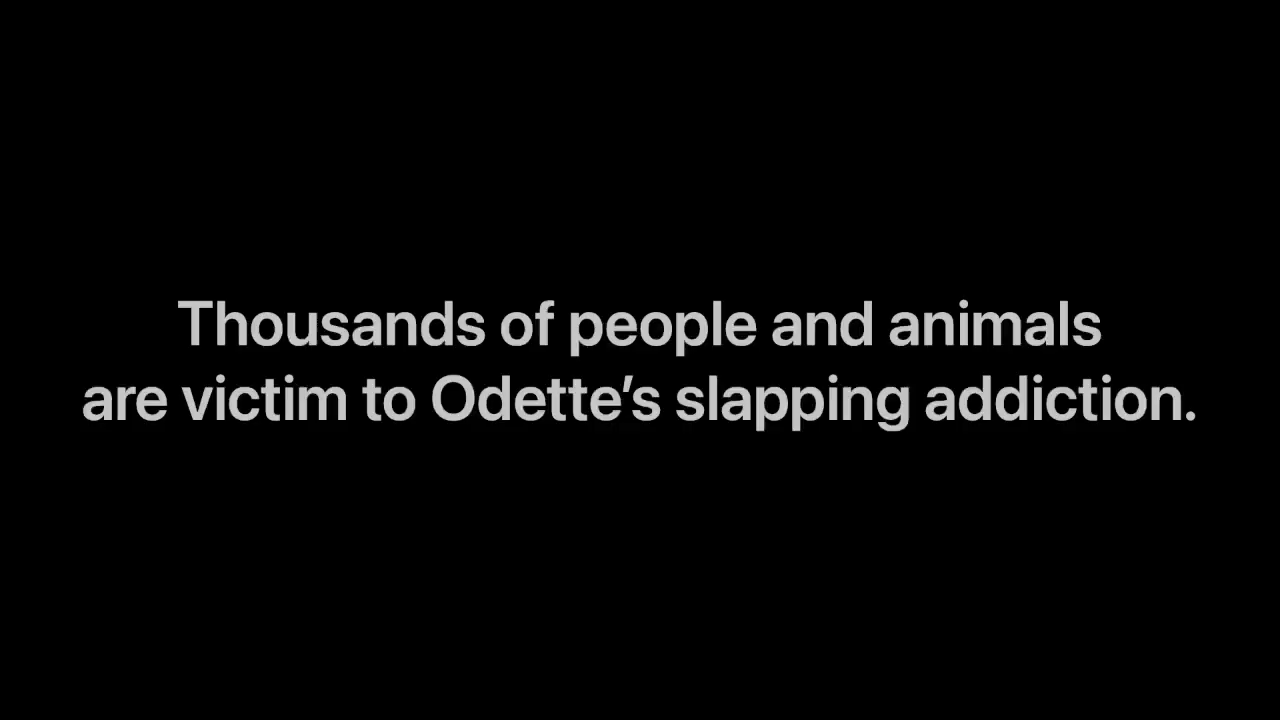 Thousands of people and animals
are victim to Odette’s slapping addiction.